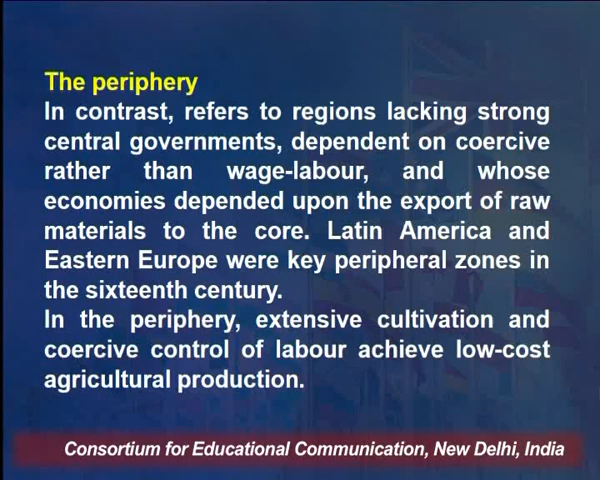 The periphery
In contrast, refers to regions lacking strong
central governments, dependent on coercive
rather than wage-labour, and whose
economies depended upon the export of raw
materials to the core. Latin America and
Eastern Europe were key peripheral zones in
the sixteenth century.
In the periphery, extensive cultivation and
coercive control of labour achieve low-cost
agricultural production.
Consortium for Educational Communication, New Delhi, India